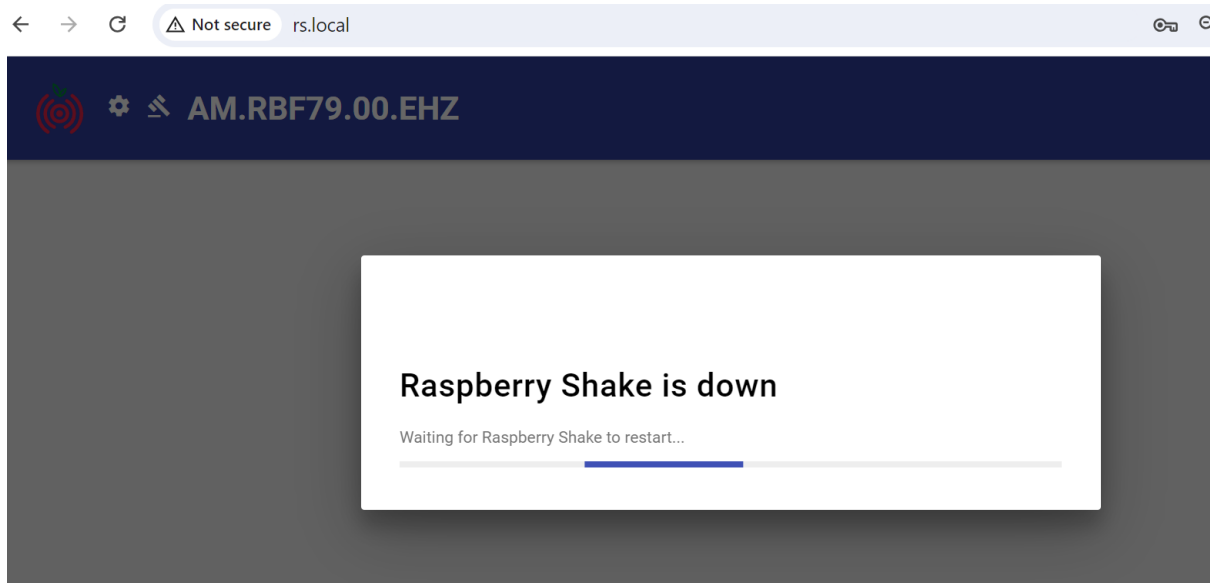 Not secure rs.local
AM.RBF79.00.EHZ
Raspberry Shake is down
Waiting for Raspberry Shake to restart...